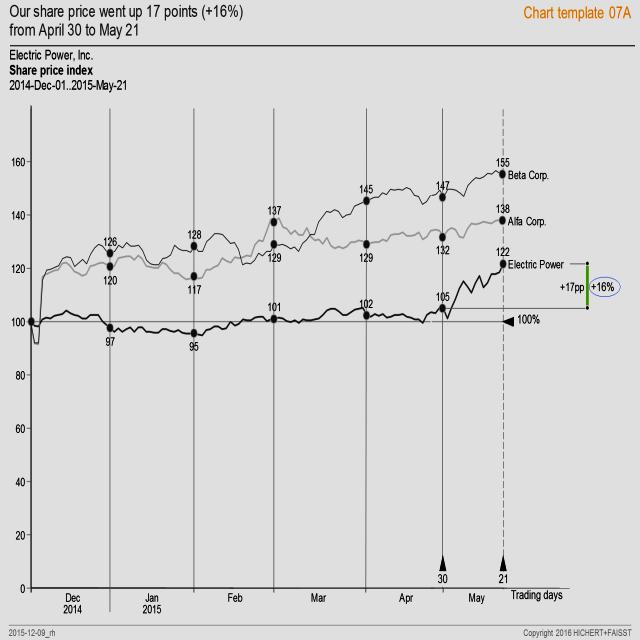 Our share price went up 17 points (+16%)
from April 30 to May 21
Chart template 07A
Electric Power, Inc.
Share price index
2014-Dec-01..2015-May-21
160
140
120
100
80
60
40
20
0
126
120
97
128
117
95
137
129
101
145
129
102
147
132
105
155
Beta Corp.
138
Alfa Corp.
122
Electric Power
+17pp
+16%
100%
30
21
Dec
2014
Jan
2015
Feb
Mar
Apr
May
Trading days
2015-12-09_rh
Copyright 2016 HICHERT+FAISST